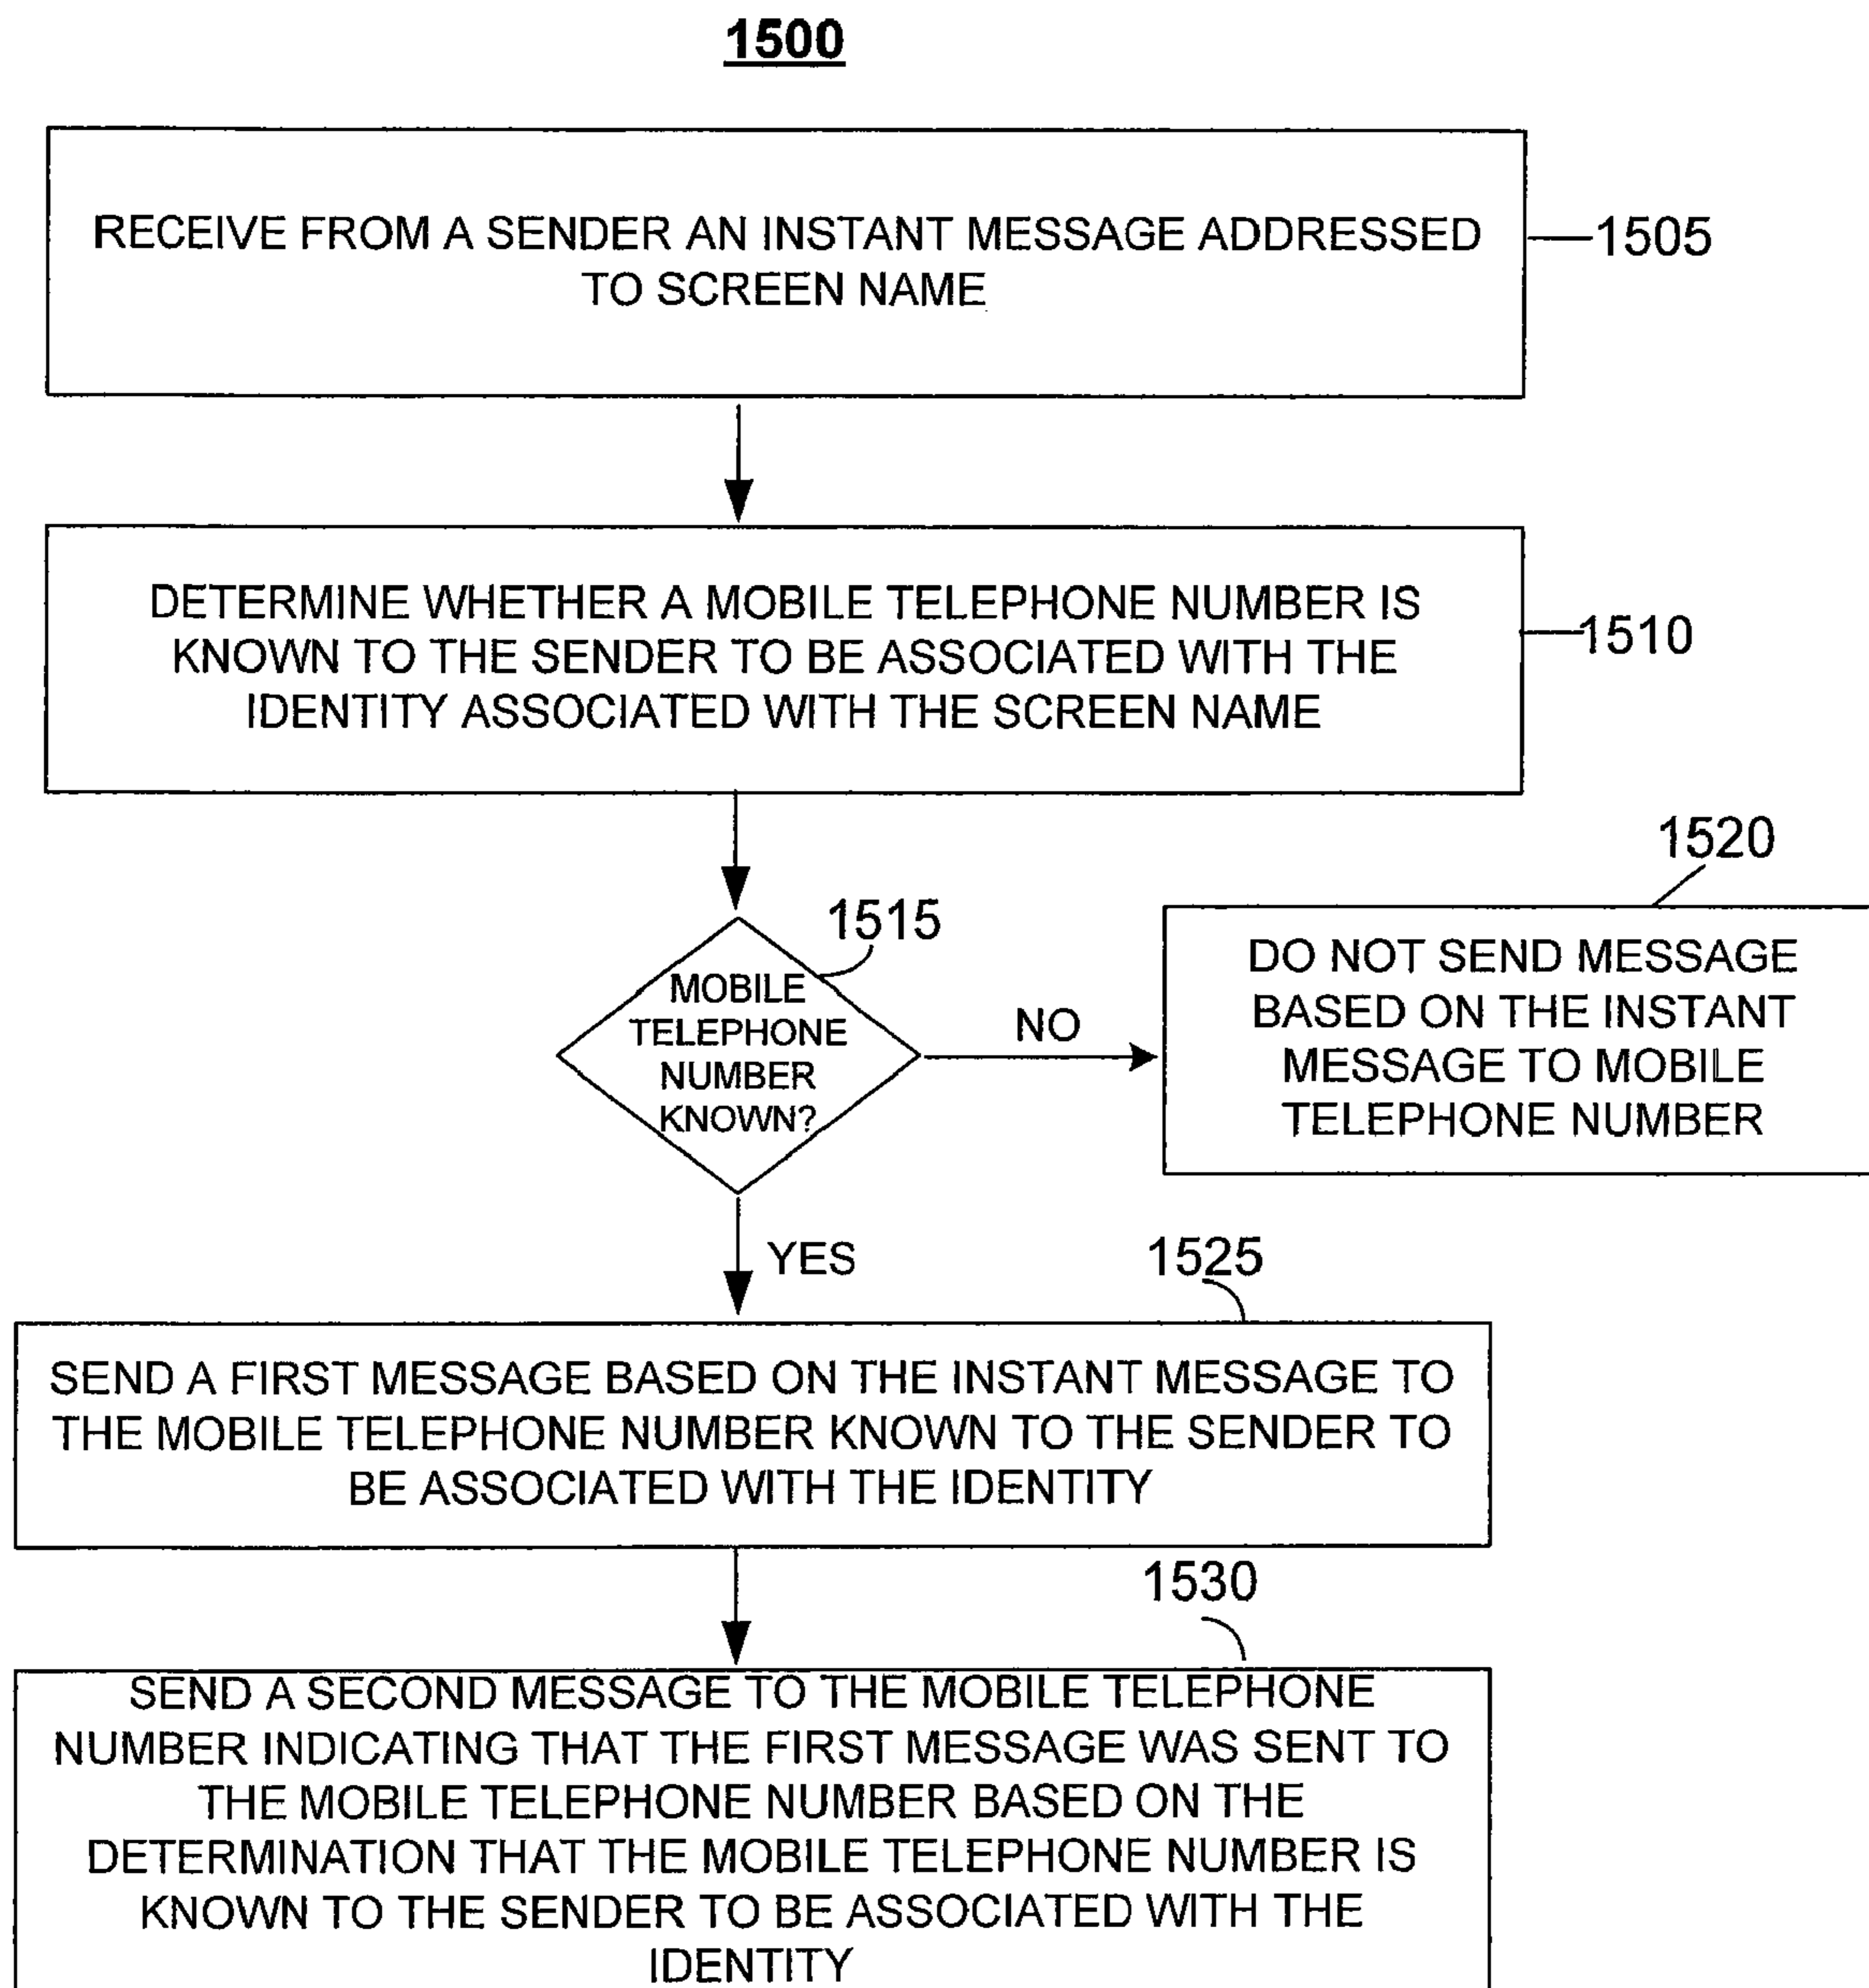 1500
RECEIVE FROM A SENDER AN INSTANT MESSAGE ADDRESSED
TO SCREEN NAME
1505
DETERMINE WHETHER A MOBILE TELEPHONE NUMBER IS
KNOWN TO THE SENDER TO BE ASSOCIATED WITH THE
IDENTITY ASSOCIATED WITH THE SCREEN NAME
1510
1515
MOBILE
TELEPHONE
NUMBER
KNOWN?
NO
1520
DO NOT SEND MESSAGE
BASED ON THE INSTANT
MESSAGE TO MOBILE
TELEPHONE NUMBER
YES
1525
SEND A FIRST MESSAGE BASED ON THE INSTANT MESSAGE TO
THE MOBILE TELEPHONE NUMBER KNOWN TO THE SENDER TO
BE ASSOCIATED WITH THE IDENTITY
1530
SEND A SECOND MESSAGE TO THE MOBILE TELEPHONE
NUMBER INDICATING THAT THE FIRST MESSAGE WAS SENT TO
THE MOBILE TELEPHONE NUMBER BASED ON THE
DETERMINATION THAT THE MOBILE TELEPHONE NUMBER IS
KNOWN TO THE SENDER TO BE ASSOCIATED WITH THE
IDENTITY